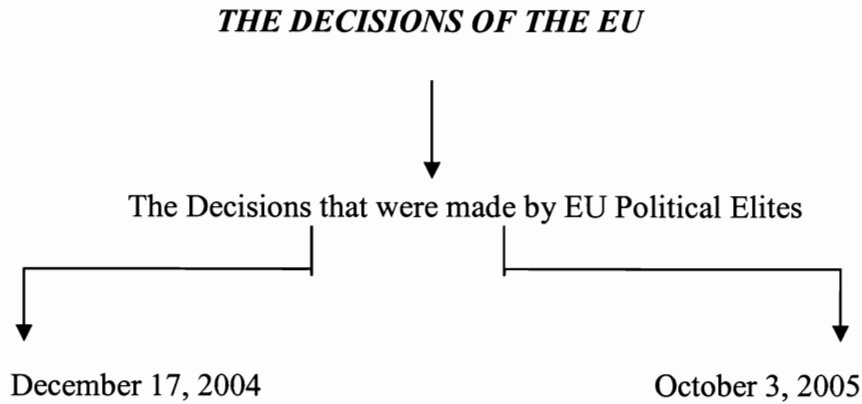 THE DECISIONS OF THE EU
The Decisions that were made by EU Political Elites
December 17, 2004
October 3, 2005